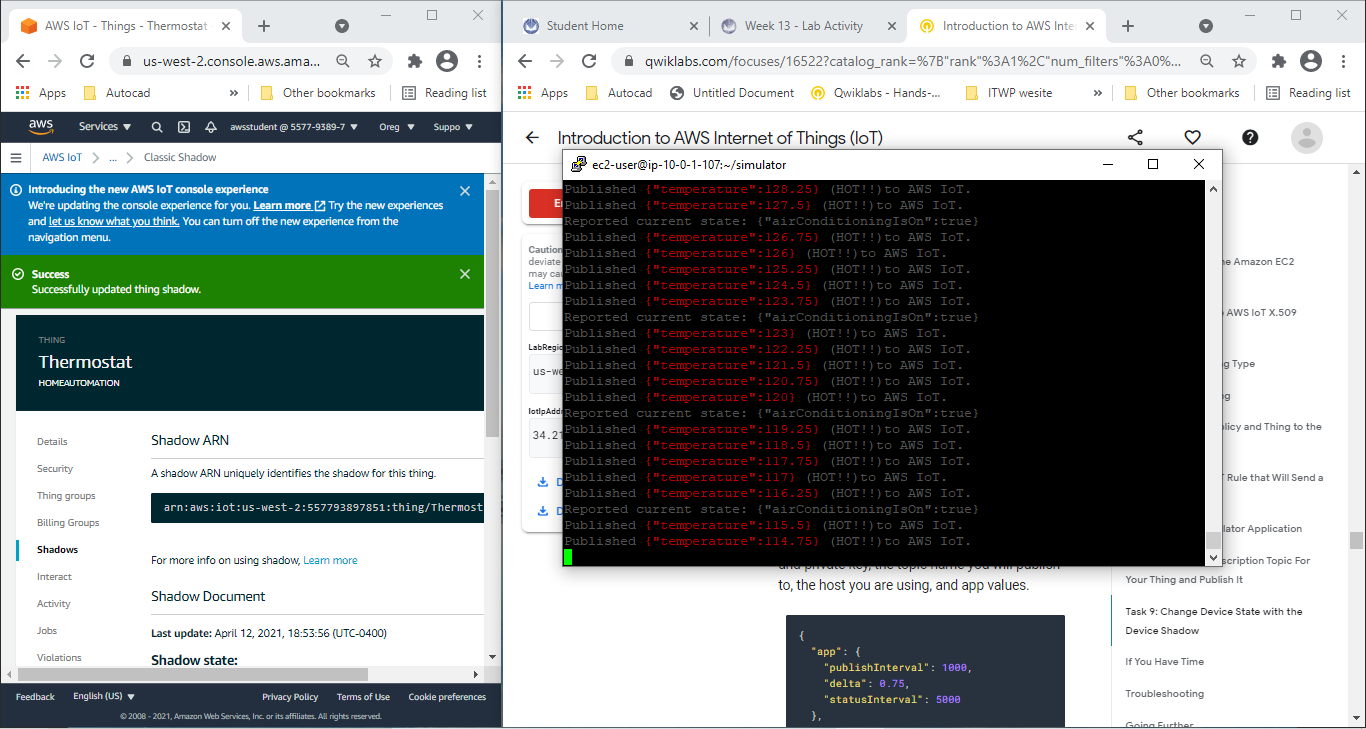 AWS IoT - Things - Thermostat
us-west-2.console.aws.ama...
Apps
Autocad
»
Other bookmarks
Reading list
aws
Services
awsstudent @ 5577-9389-7
Oreg
Suppo
AWS IoT
...
Classic Shadow
Introducing the new AWS IoT console experience
We're updating the console experience for you. Learn more Try the new experiences
and let us know what you think. You can turn off the new experience from the
navigation menu.
Success
Successfully updated thing shadow.
THING
Thermostat
HOMEAUTOMATION
Details
Security
Thing groups
Billing Groups
Shadows
Interact
Activity
Jobs
Violations
Shadow ARN
A shadow ARN uniquely identifies the shadow for this thing.
arn:aws:iot:us-west-2:557793897851:thing/Thermost
For more info on using shadow, Learn more
Shadow Document
Last update: April 12, 2021, 18:53:56 (UTC-0400)
Shadow state:
Feedback
English (US)
Privacy Policy
Terms of Use
Cookie preferences
© 2008 - 2021, Amazon Web Services, Inc. or its affiliates. All rights reserved.
Student Home
Week 13 - Lab Activity
Introduction to AWS Inte
qwiklabs.com/focuses/16522?catalog_rank=%7B"rank"%3A1%2C"num_filters"%3A0%...
Apps
Autocad
Untitled Document
Qwiklabs - Hands-...
ITWP wesite
»
Other bookmarks
Reading list
Introduction to AWS Internet of Things (IoT)
ec2-user@ip-10-0-1-107:~/simulator
Published {"temperature":128.25} (HOT!!)to AWS IoT.
Published {"temperature":127.5} (HOT!!)to AWS IoT.
Reported current state: {"airConditioningIsOn":true}
Published {"temperature":126.75} (HOT!!)to AWS IoT.
Published {"temperature":126} (HOT!!)to AWS IoT.
Published {"temperature":125.25} (HOT!!)to AWS IoT.
Published {"temperature":124.5} (HOT!!)to AWS IoT.
Published {"temperature":123.75} (HOT!!)to AWS IoT.
Reported current state: {"airConditioningIsOn":true}
Published {"temperature":123} (HOT!!)to AWS IoT.
Published {"temperature":122.25} (HOT!!)to AWS IoT.
Published {"temperature":121.5} (HOT!!)to AWS IoT.
Published {"temperature":120.75} (HOT!!)to AWS IoT.
Published {"temperature":120} (HOT!!)to AWS IoT.
Reported current state: {"airConditioningIsOn":true}
Published {"temperature":119.25} (HOT!!)to AWS IoT.
Published {"temperature":118.5} (HOT!!)to AWS IoT.
Published {"temperature":117.75} (HOT!!)to AWS IoT.
Published {"temperature":117} (HOT!!)to AWS IoT.
Published {"temperature":116.25} (HOT!!)to AWS IoT.
Reported current state: {"airConditioningIsOn":true}
Published {"temperature":115.5} (HOT!!)to AWS IoT.
Published {"temperature":114.75} (HOT!!)to AWS IoT.
Caution
deviate
may cau
Learn m
LabRegio
us-we
IotIpAddr
34.21
and private key, the topic name you will publish
to, the host you are using, and app values.
{
"app": {
"publishInterval": 1000,
"delta": 0.75,
"statusInterval": 5000
},
he Amazon EC2
AWS IoT X.509
g Type
g
olicy and Thing to the
T Rule that Will Send a
lator Application
scription Topic For
Your Thing and Publish It
Task 9: Change Device State with the
Device Shadow
If You Have Time
Troubleshooting
Going Further